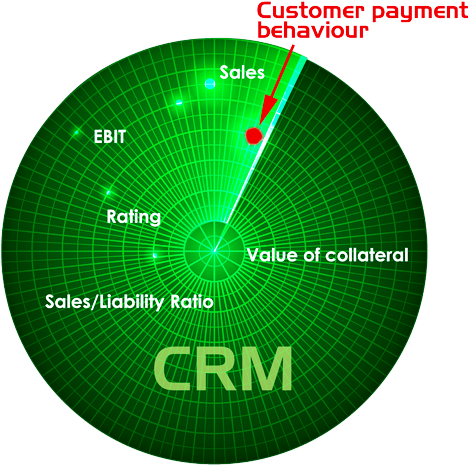 Customer payment
behaviour
Sales
EBIT
Rating
Value of collateral
Sales/Liability Ratio
CRM